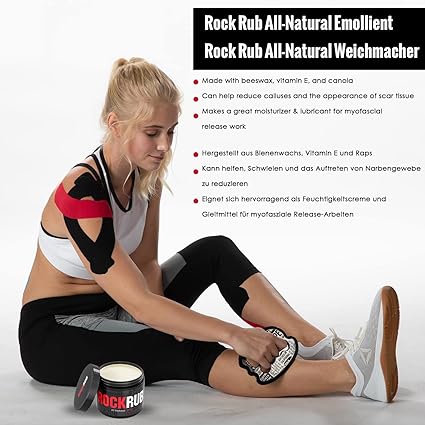 Rock Rub All-Natural Emollient
Rock Rub All-Natural Weichmacher
Made with beeswax, vitamin E, and canola
Can help reduce calluses and the appearance of scar tissue
Makes a great moisturizer & lubricant for myofascial
release work
Hergestellt aus Bienenwachs, Vitamin E und Raps
Kann helfen, Schwielen und das Auftreten von Narbengewebe
zu reduzieren
Eignet sich hervorragend als Feuchtigkeitscreme und
Gleitmittel für myofasziale Release-Arbeiten
ROCKRUB